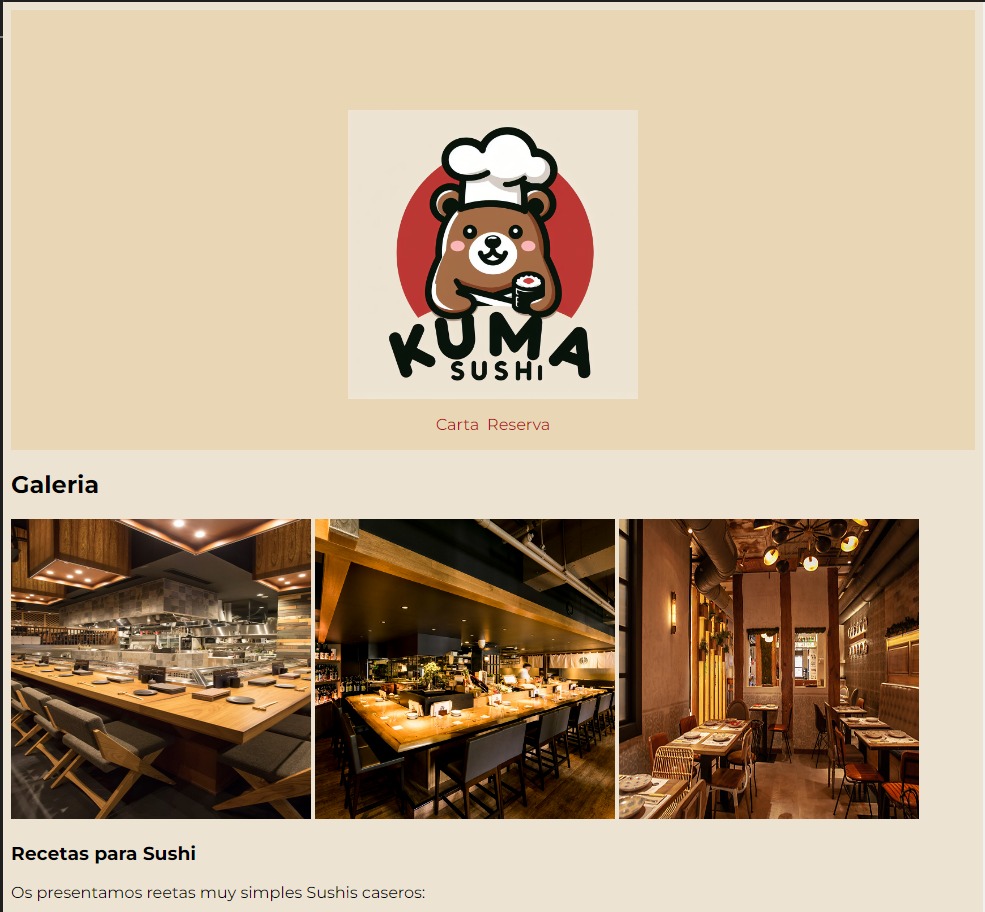 KUMA
SUSHI
Carta Reserva
Galeria
Recetas para Sushi
Os presentamos reetas muy simples Sushis caseros: